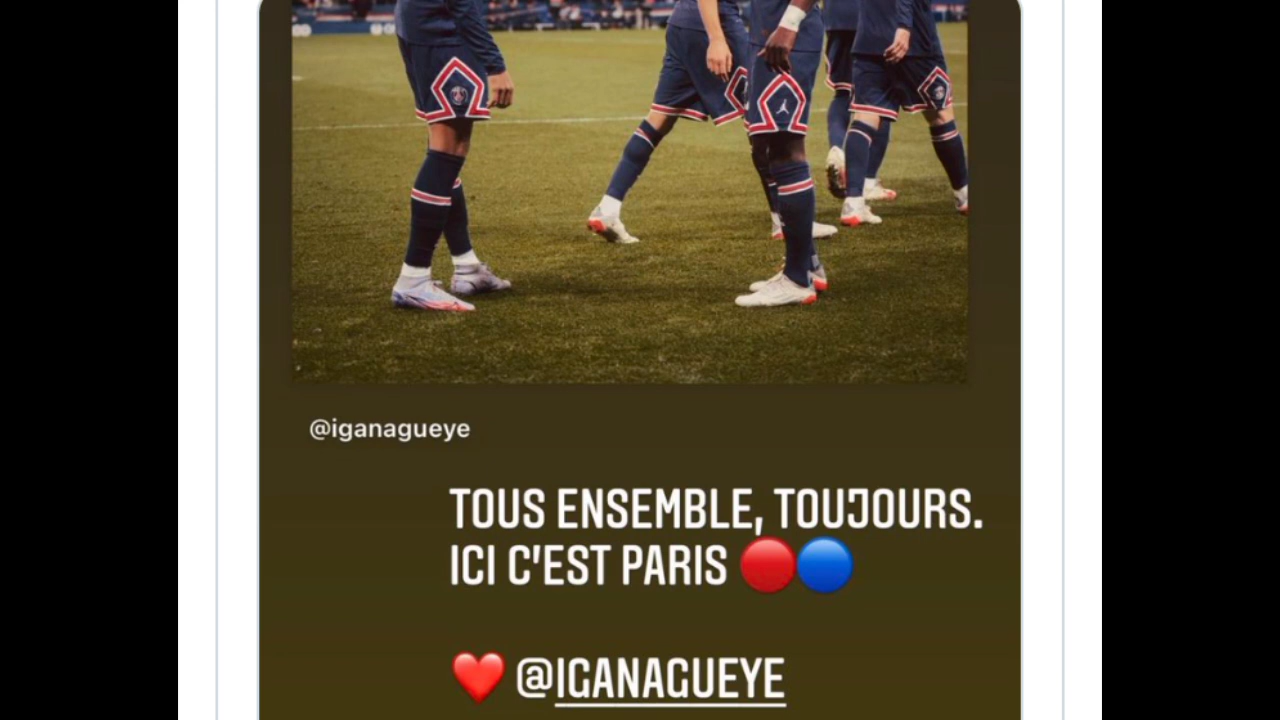 @iganagueye
TOUS ENSEMBLE, TOUJOURS.
ICI C'EST PARIS 🔴🔵
❤️ @IGANAGUEYE